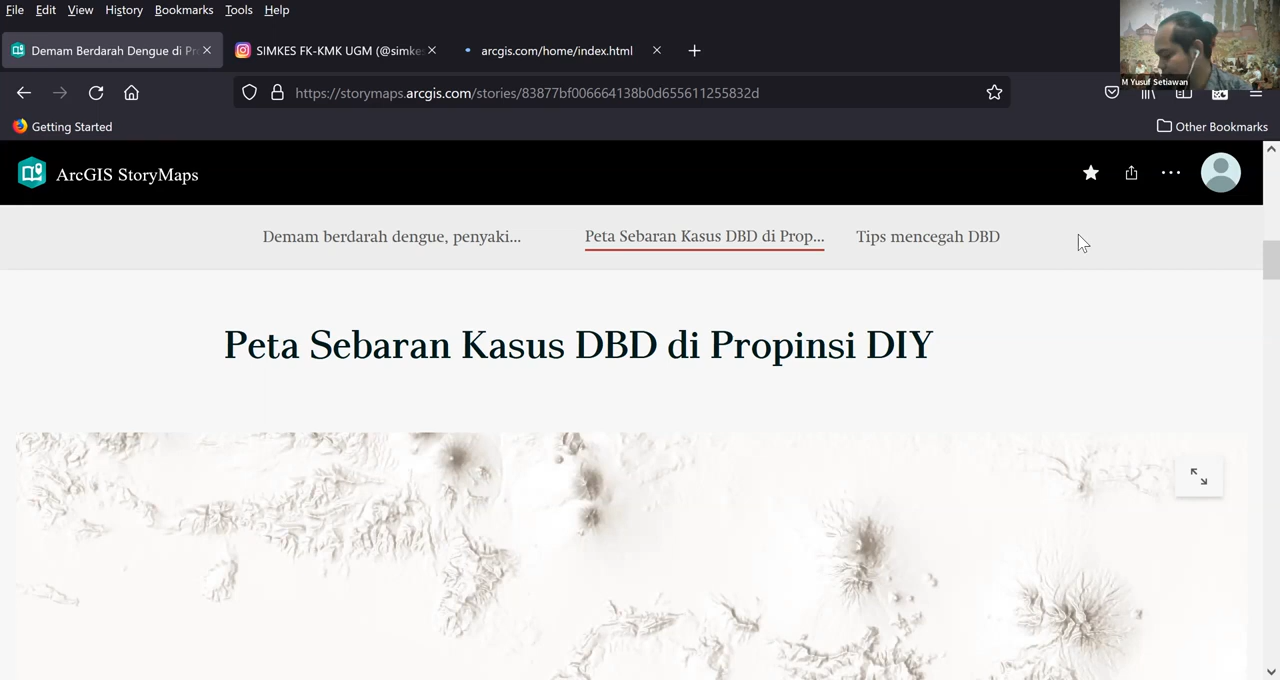 File Edit View History Bookmarks Tools Help
Demam Berdarah Dengue di Pr
SIMKES FK-KMK UGM (@simkes
arcgis.com/home/index.html
M Yusuf Setiawan
https://storymaps.arcgis.com/stories/83877bf006664138b0d655611255832d
Getting Started
Other Bookmarks
ArcGIS StoryMaps
Demam berdarah dengue, penyaki...
Peta Sebaran Kasus DBD di Prop...
Tips mencegah DBD
Peta Sebaran Kasus DBD di Propinsi DIY